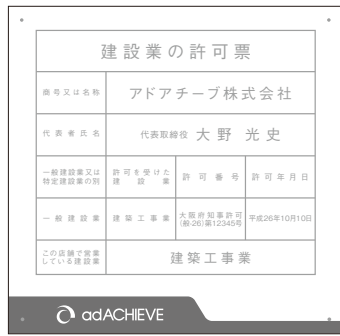 建設業の許可票
商号又は名称
アドアチーブ株式会社
代表者氏名
代表取締役 大野 光史
一般建設業又は
特定建設業の別
許可を受けた
建設業
許可番号
許可年月日
一般建設業
建築工事業
大阪府知事許可
(般-26)第12345号
平成26年10月10日
この店舗で営業
している建設業
建築工事業
adACHIEVE